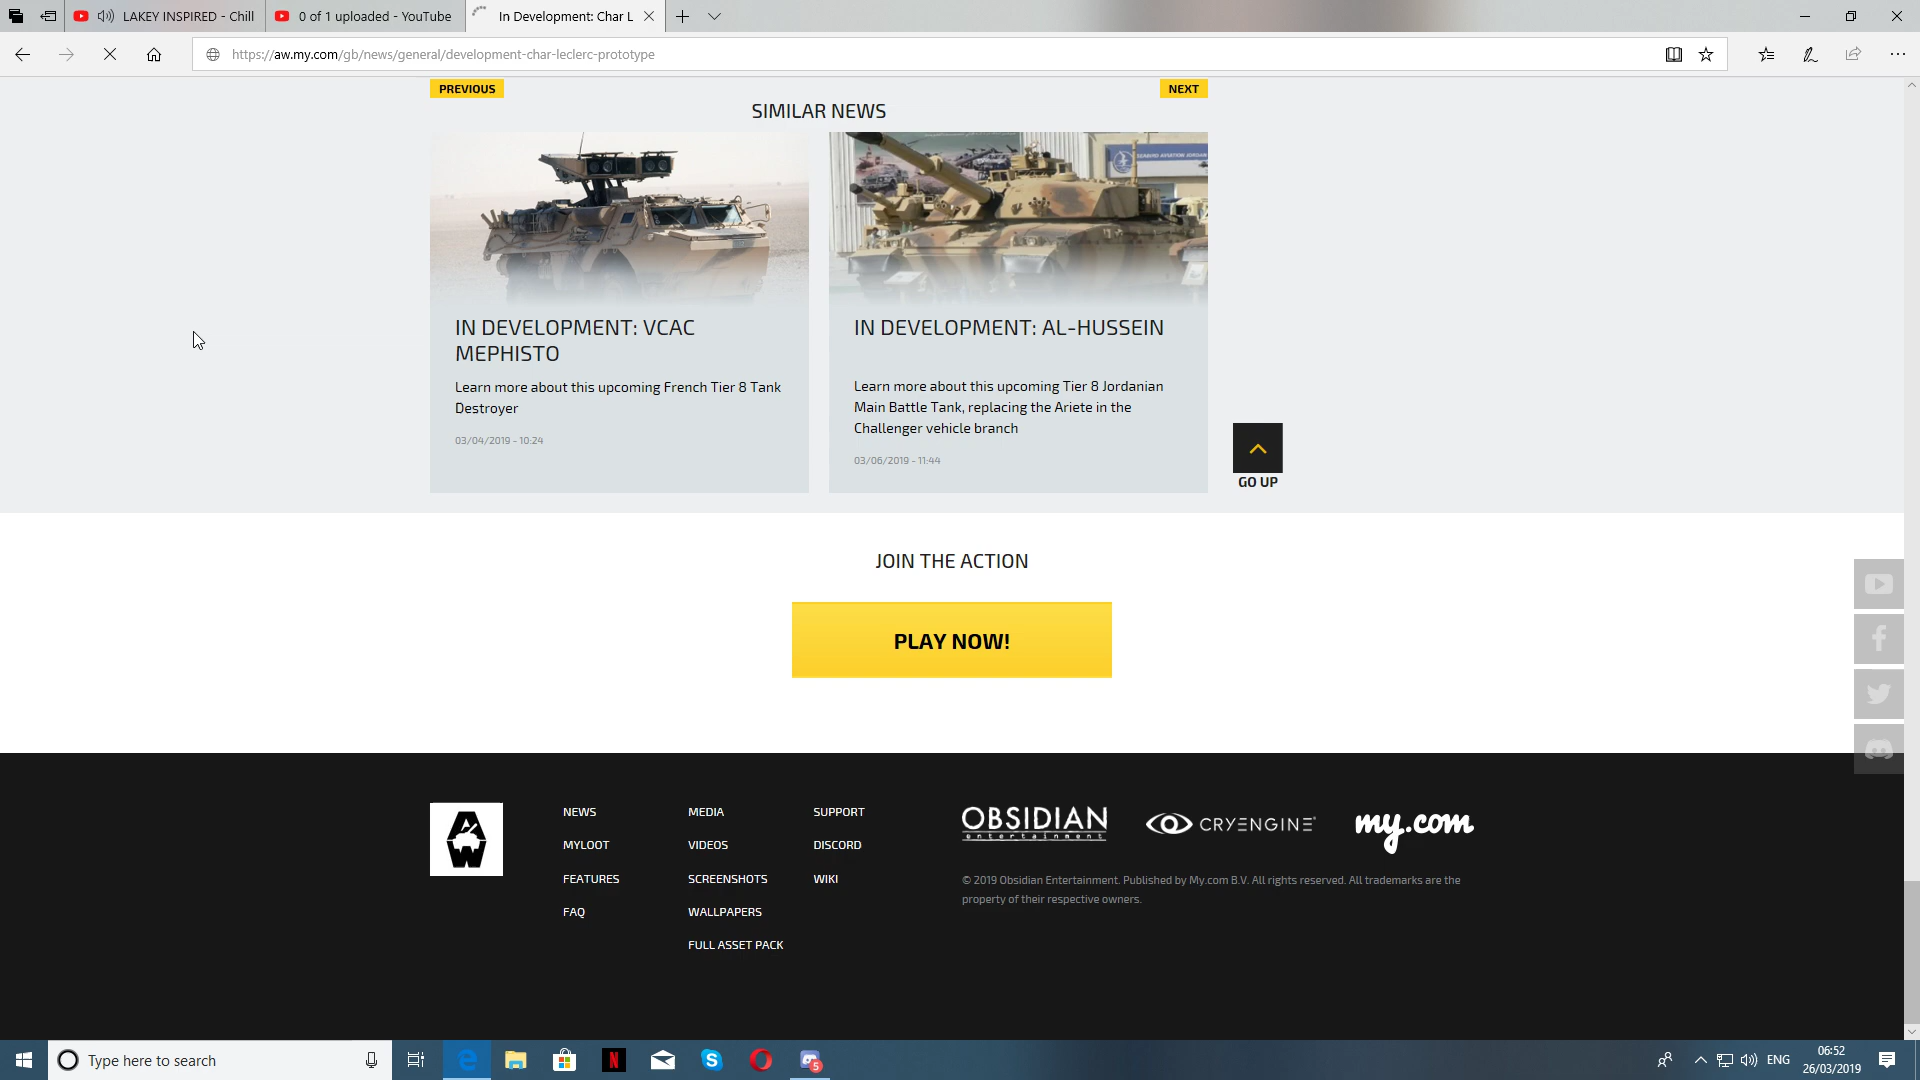 LAKEY INSPIRED - Chill
0 of 1 uploaded - YouTube
In Development: Char L
https://aw.my.com/gb/news/general/development-char-leclerc-prototype
PREVIOUS
NEXT
SIMILAR NEWS
IN DEVELOPMENT: VCAC
MEPHISTO
Learn more about this upcoming French Tier 8 Tank
Destroyer
03/04/2019 - 10:24
IN DEVELOPMENT: AL-HUSSEIN
Learn more about this upcoming Tier 8 Jordanian
Main Battle Tank, replacing the Ariete in the
Challenger vehicle branch
03/06/2019 - 11:44
GO UP
JOIN THE ACTION
PLAY NOW!
AW
NEWS
MYLOOT
FEATURES
FAQ
MEDIA
VIDEOS
SCREENSHOTS
WALLPAPERS
FULL ASSET PACK
SUPPORT
DISCORD
WIKI
OBSIDIAN
entertainment
CRYENGINE
my.com
© 2019 Obsidian Entertainment. Published by My.com B.V. All rights reserved. All trademarks are the
property of their respective owners.
Type here to search
5
ENG
06:52
26/03/2019